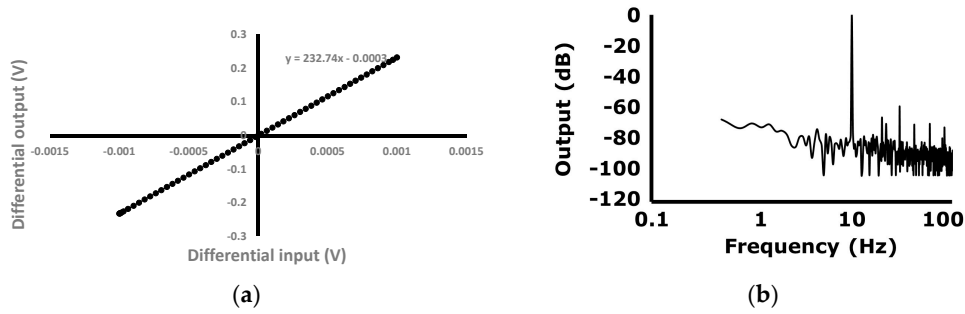 0.3
y = 232.74x - 0.0003
0.2
0.1
0
-0.0015 -0.001 -0.0005 0 0.0005 0.001 0.0015
-0.1
-0.2
-0.3
Differential output (V)
Differential input (V)
(a)
0
-20
-40
-60
-80
-100
-120
0.1 1 10 100
Output (dB)
Frequency (Hz)
(b)